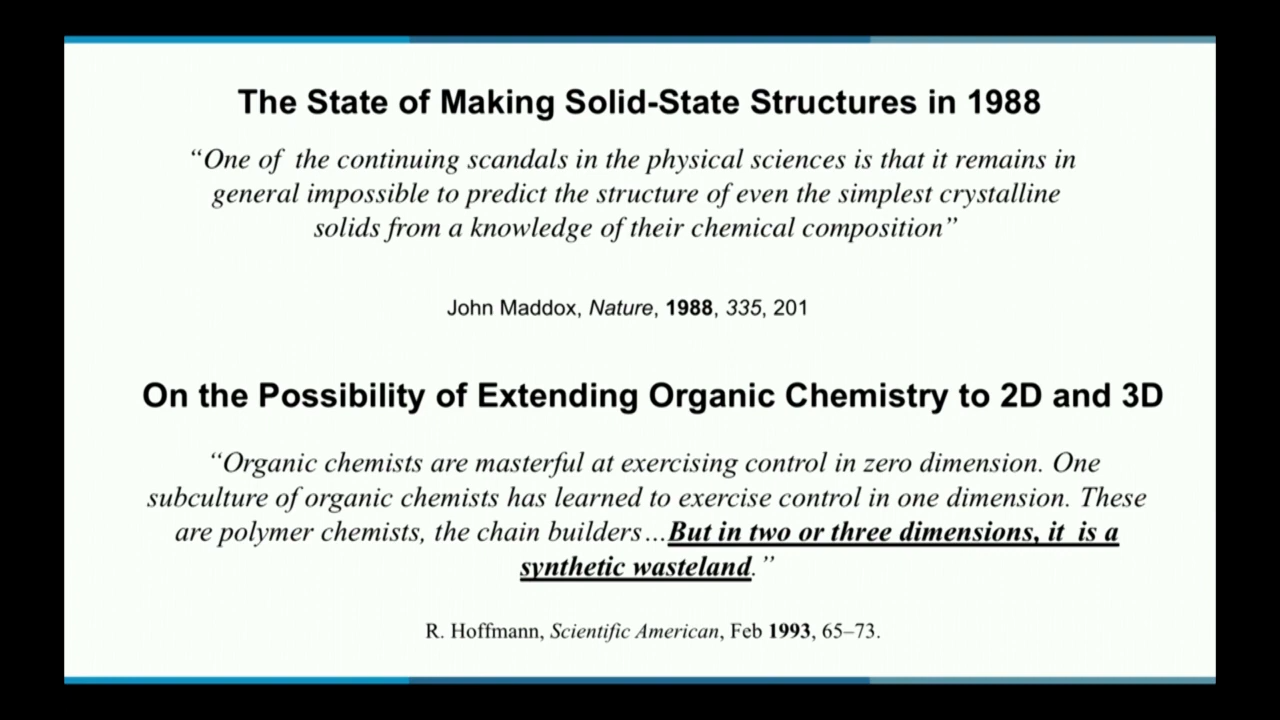 The State of Making Solid-State Structures in 1988
“One of the continuing scandals in the physical sciences is that it remains in
general impossible to predict the structure of even the simplest crystalline
solids from a knowledge of their chemical composition”
John Maddox, Nature, 1988, 335, 201
On the Possibility of Extending Organic Chemistry to 2D and 3D
“Organic chemists are masterful at exercising control in zero dimension. One
subculture of organic chemists has learned to exercise control in one dimension. These
are polymer chemists, the chain builders…But in two or three dimensions, it is a
synthetic wasteland.”
R. Hoffmann, Scientific American, Feb 1993, 65–73.